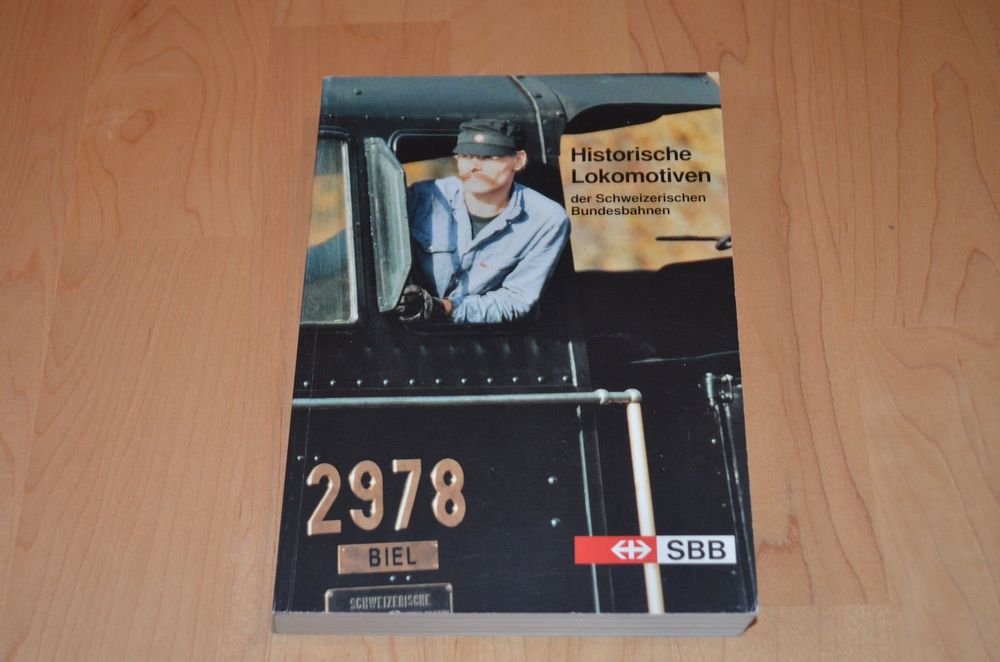 Historische
Lokomotiven
der Schweizerischen
Bundesbahnen
2978
BIEL
SCHWEIZERISCHE
SBB